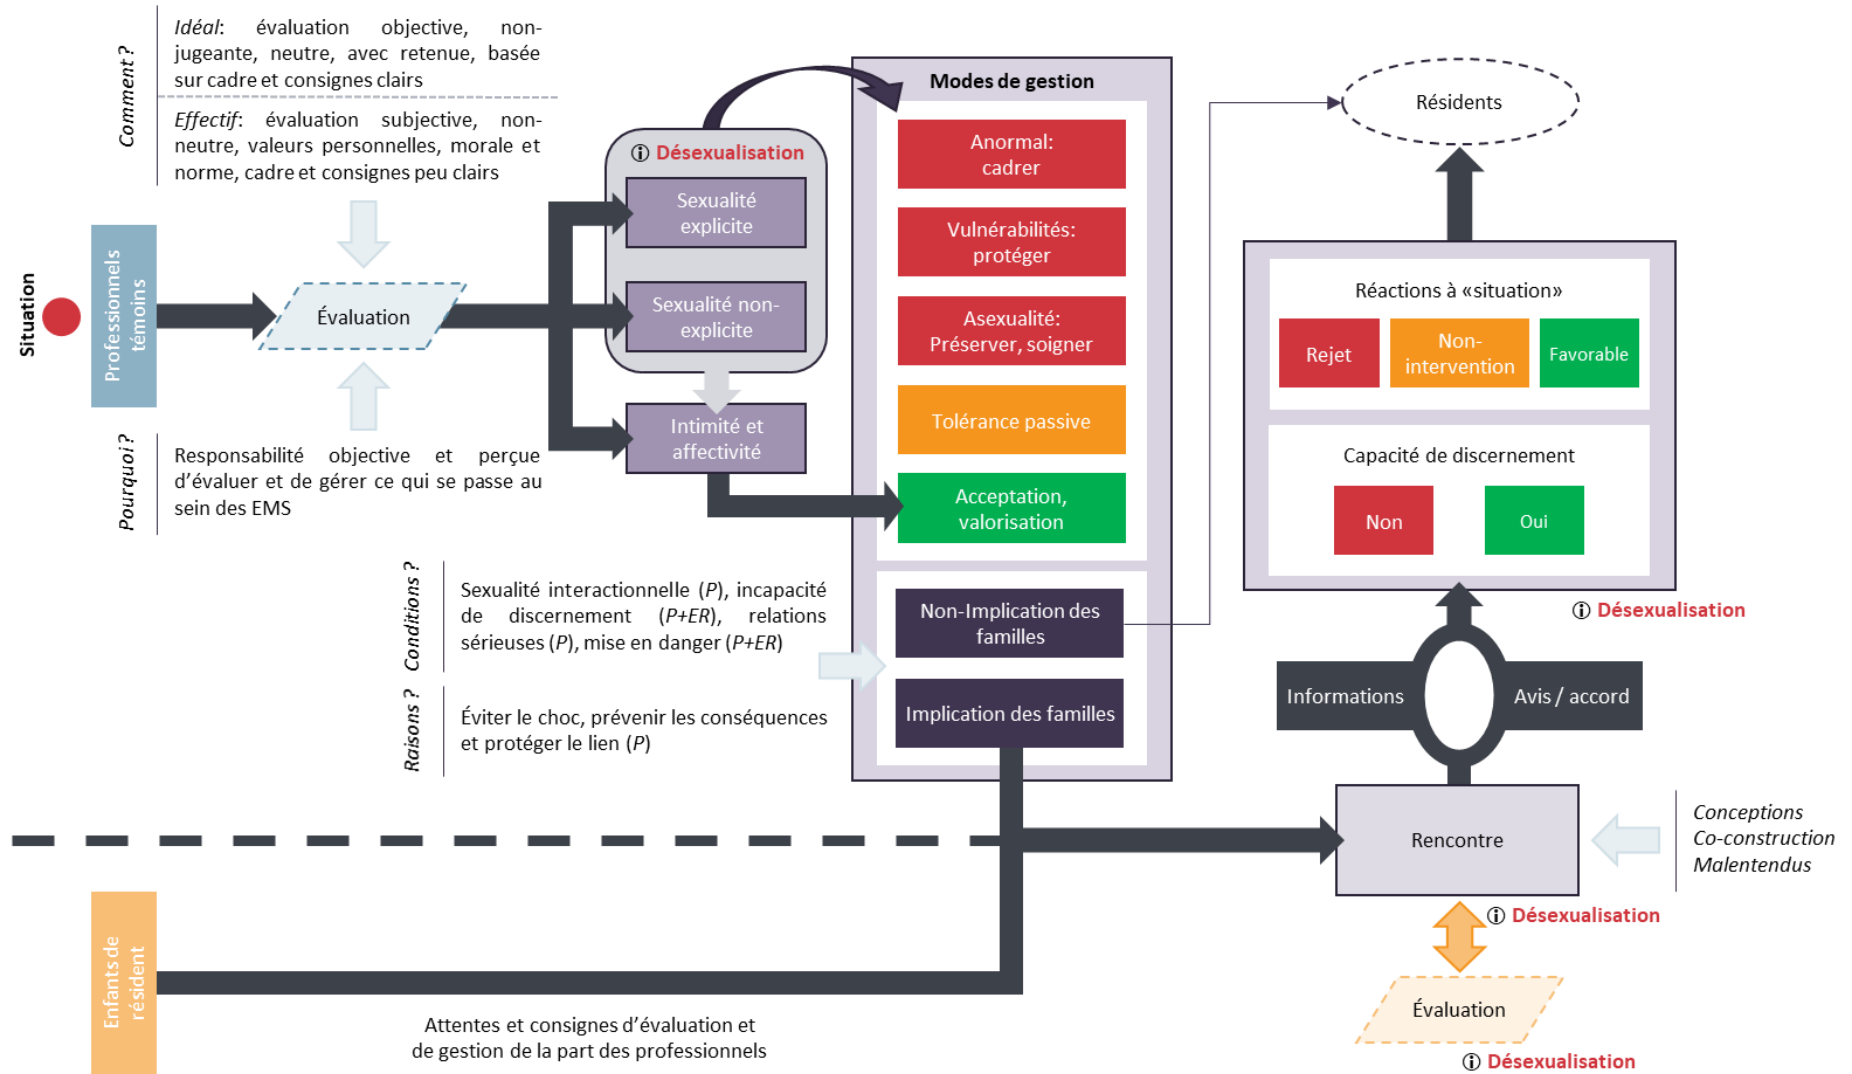 Comment ?
Idéal: évaluation objective, non-
jugeante, neutre, avec retenue, basée
sur cadre et consignes clairs
Effectif: évaluation subjective, non-
neutre, valeurs personnelles, morale et
norme, cadre et consignes peu clairs
Situation
Professionnels
témoins
Évaluation
Pourquoi ?
Responsabilité objective et perçue
d’évaluer et de gérer ce qui se passe au
sein des EMS
Désexualisation
Sexualité
explicite
Sexualité non-
explicite
Intimité et
affectivité
Modes de gestion
Anormal:
cadrer
Vulnérabilités:
protéger
Asexualité:
Préserver, soigner
Tolérance passive
Acceptation,
valorisation
Conditions ?
Sexualité interactionnelle (P), incapacité
de discernement (P+ER), relations
sérieuses (P), mise en danger (P+ER)
Raisons ?
Éviter le choc, prévenir les conséquences
et protéger le lien (P)
Non-Implication des
familles
Implication des familles
Résidents
Réactions à «situation»
Rejet
Non-
intervention
Favorable
Capacité de discernement
Non
Oui
Désexualisation
Informations
Avis / accord
Rencontre
Conceptions
Co-construction
Malentendus
Désexualisation
Évaluation
Désexualisation
Enfants de
résident
Attentes et consignes d’évaluation et
de gestion de la part des professionnels